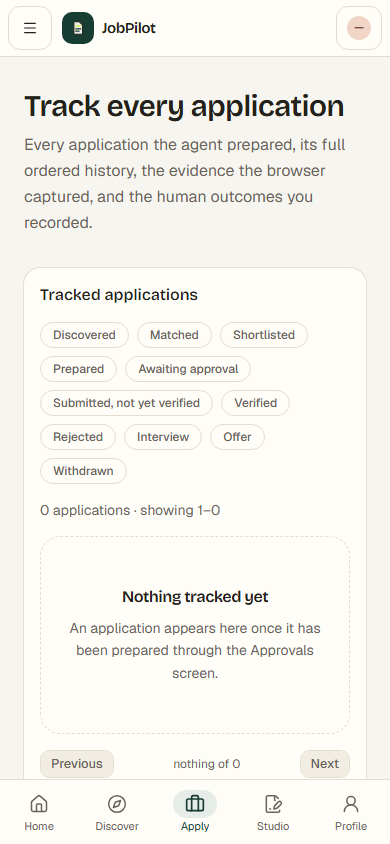 JobPilot
Track every application
Every application the agent prepared, its full
ordered history, the evidence the browser
captured, and the human outcomes you
recorded.
Tracked applications
Discovered Matched Shortlisted
Prepared Awaiting approval
Submitted, not yet verified Verified
Rejected Interview Offer
Withdrawn
0 applications · showing 1–0
Nothing tracked yet
An application appears here once it has
been prepared through the Approvals
screen.
Previous nothing of 0 Next
Home Discover Apply Studio Profile